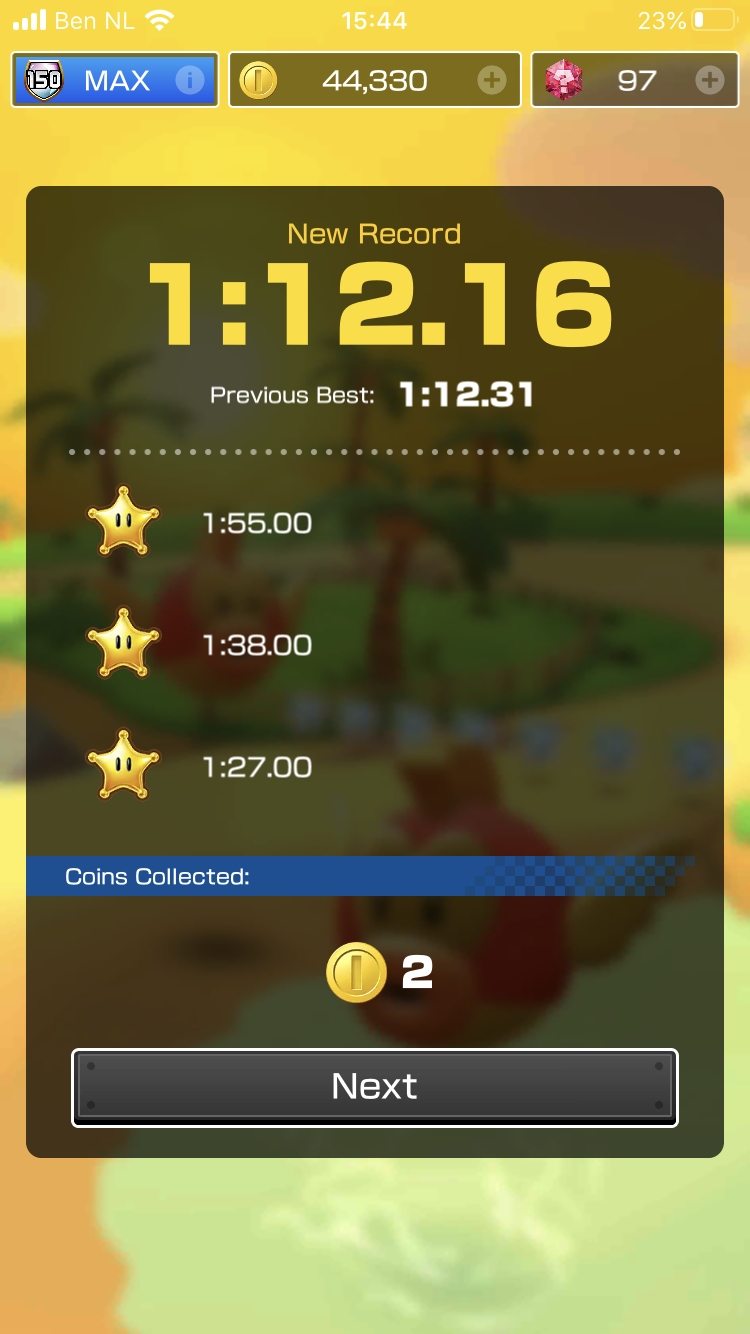 Ben NL 15:44 23%
150 MAX i 44,330 + 97 +
New Record
1:12.16
Previous Best: 1:12.31
1:55.00
1:38.00
1:27.00
Coins Collected:
2
Next